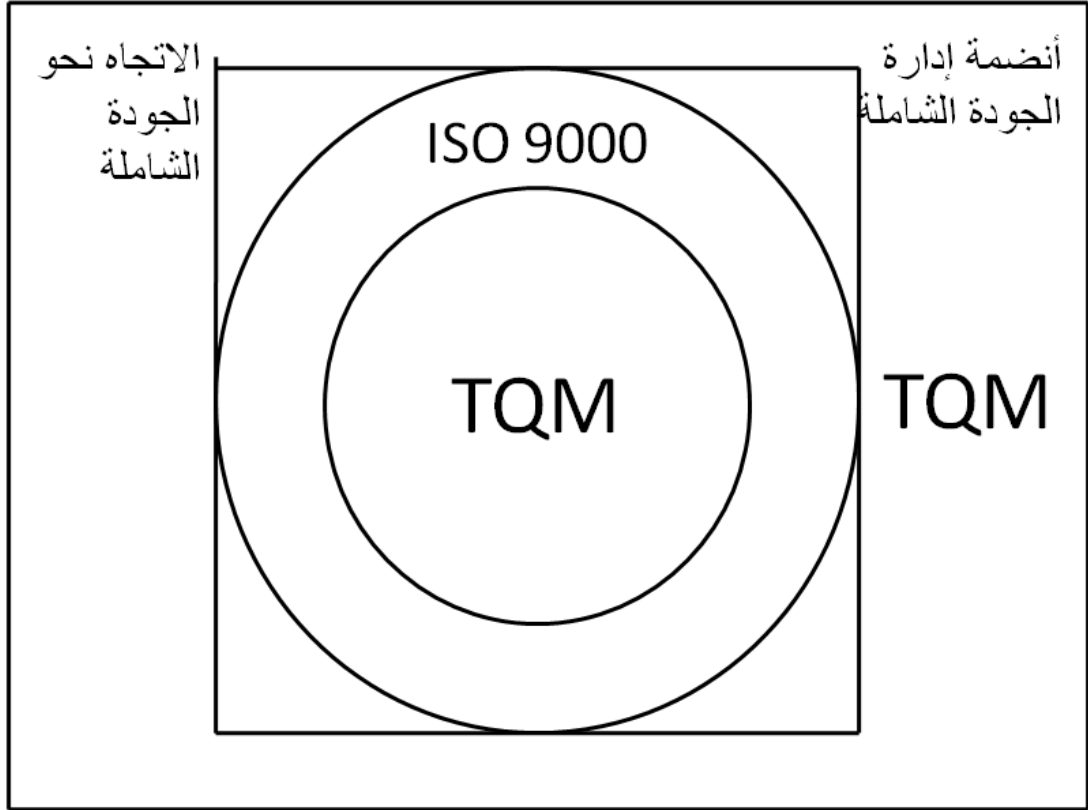 أنضمة إدارة
الجودة الشاملة
الاتجاه نحو
الجودة
الشاملة
ISO 9000
TQM
TQM